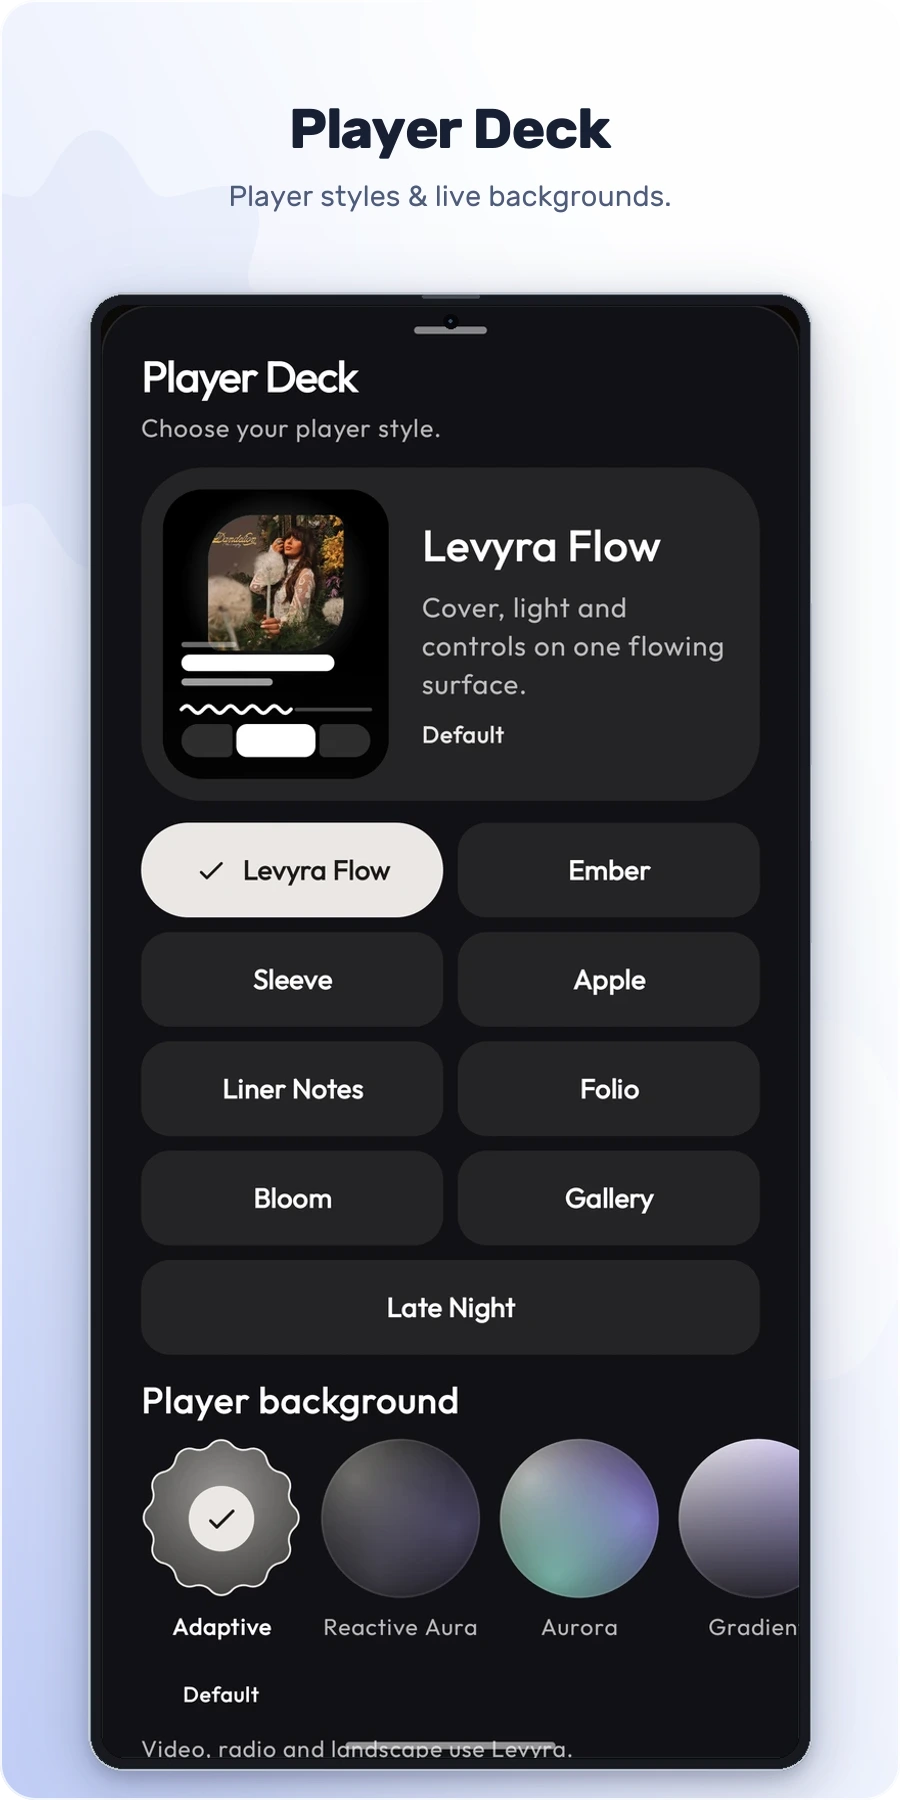 Player Deck
Player styles & live backgrounds.
Player Deck
Choose your player style.
Dandelion
Levyra Flow
Cover, light and
controls on one flowing
surface.
Default
Levyra Flow
Ember
Sleeve
Apple
Liner Notes
Folio
Bloom
Gallery
Late Night
Player background
Adaptive
Reactive Aura
Aurora
Gradien
Default
Video, radio and landscape use Levyra.